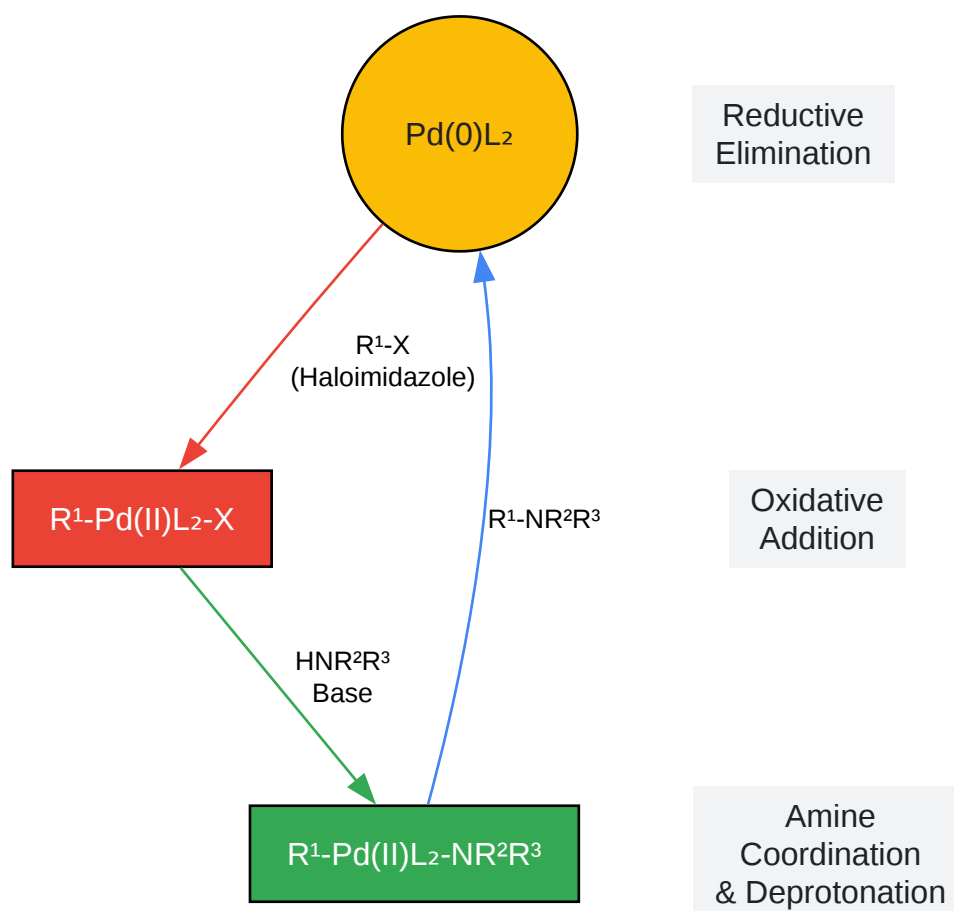 Pd(0)L₂
Reductive
Elimination
R¹-X
(Haloimidazole)
R¹-Pd(II)L₂-X
R¹-NR²R³
Oxidative
Addition
HNR²R³
Base
R¹-Pd(II)L₂-NR²R³
Amine
Coordination
& Deprotonation